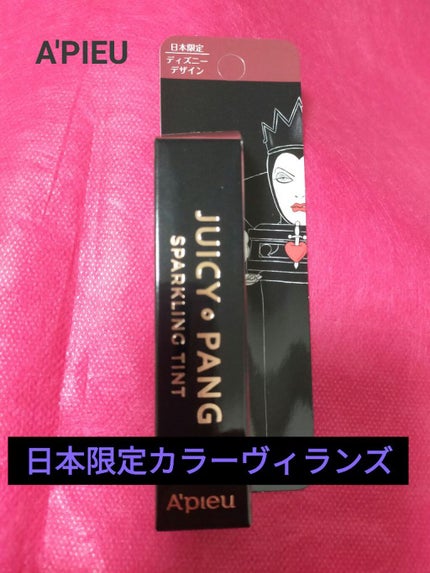 A'PIEU
日本限定
ディズニー
デザイン
JUICY PANG
SPARKLING TINT
日本限定カラーヴィランズ
A'PIEU